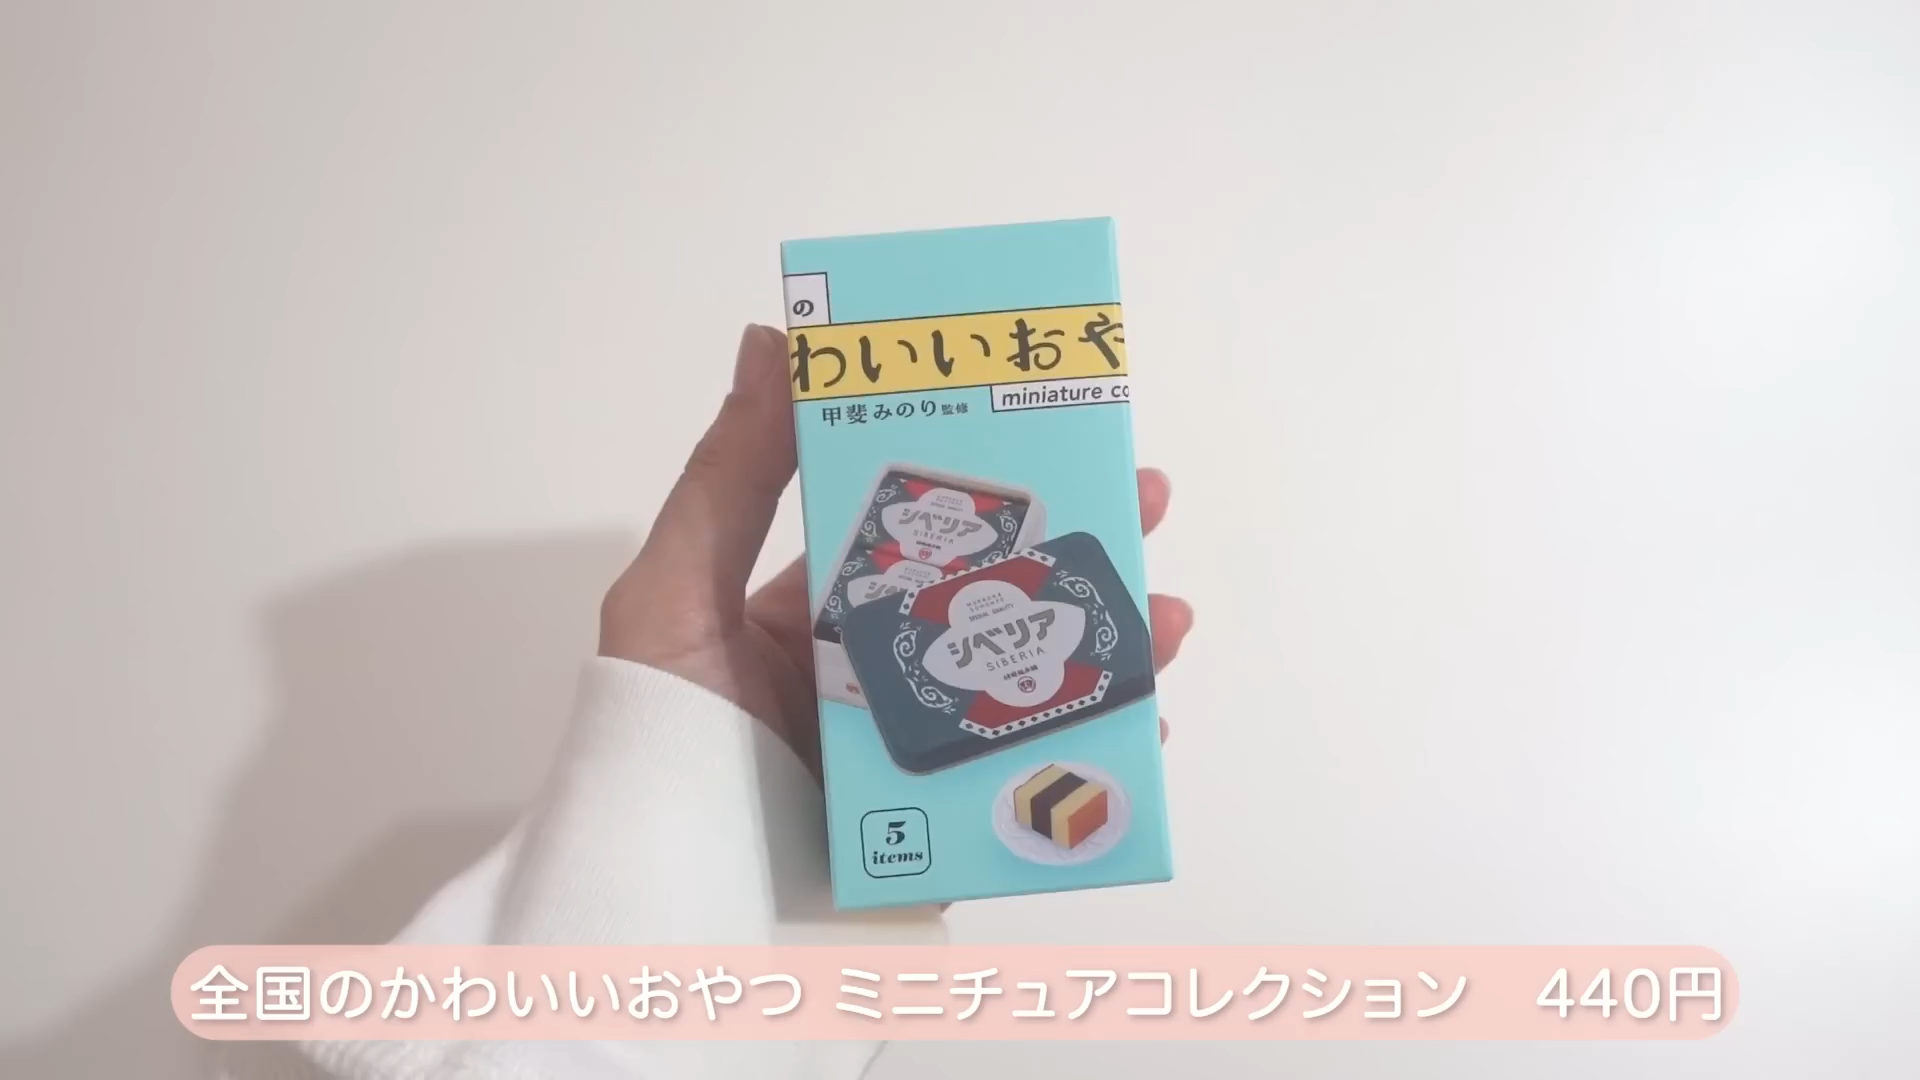 の
わいいおや
miniature co
甲斐みのり監修
シベリア
SIBERIA
シベリア
SIBERIA
5
items
全国のかわいいおやつ ミニチュアコレクション 440円